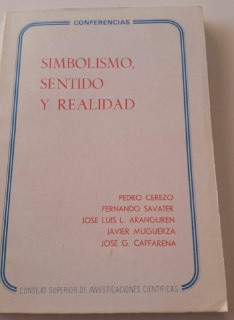 CONFERENCIAS
SIMBOLISMO,
SENTIDO
Y REALIDAD
PEDRO CEREZO
FERNANDO SAVATER
JOSE LUIS L. ARANGUREN
JAVIER MUGUERZA
JOSE G. CAFFARENA
CONSEJO SUPERIOR DE INVESTIGACIONES CIENTIFICAS